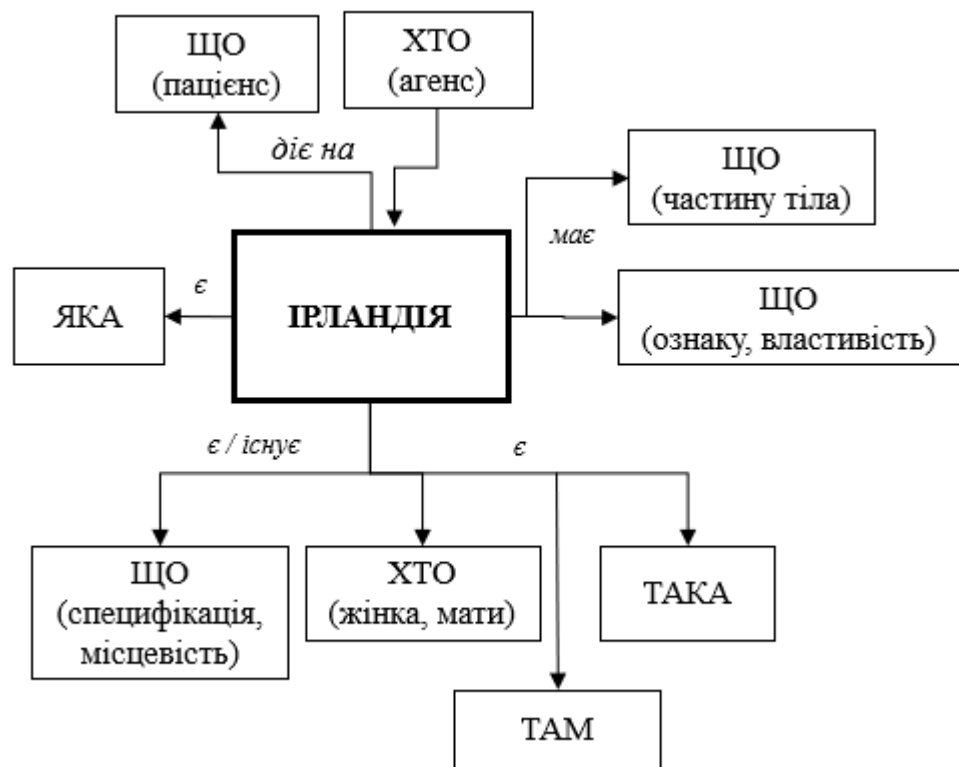 ЩО
(пацієнс)
ХТО
(агенс)
діє на
ЩО
(частину тіла)
має
є
ЯКА
ІРЛАНДІЯ
ЩО
(ознаку, властивість)
є / існує
є
ЩО
(специфікація,
місцевість)
ХТО
(жінка, мати)
ТАКА
ТАМ